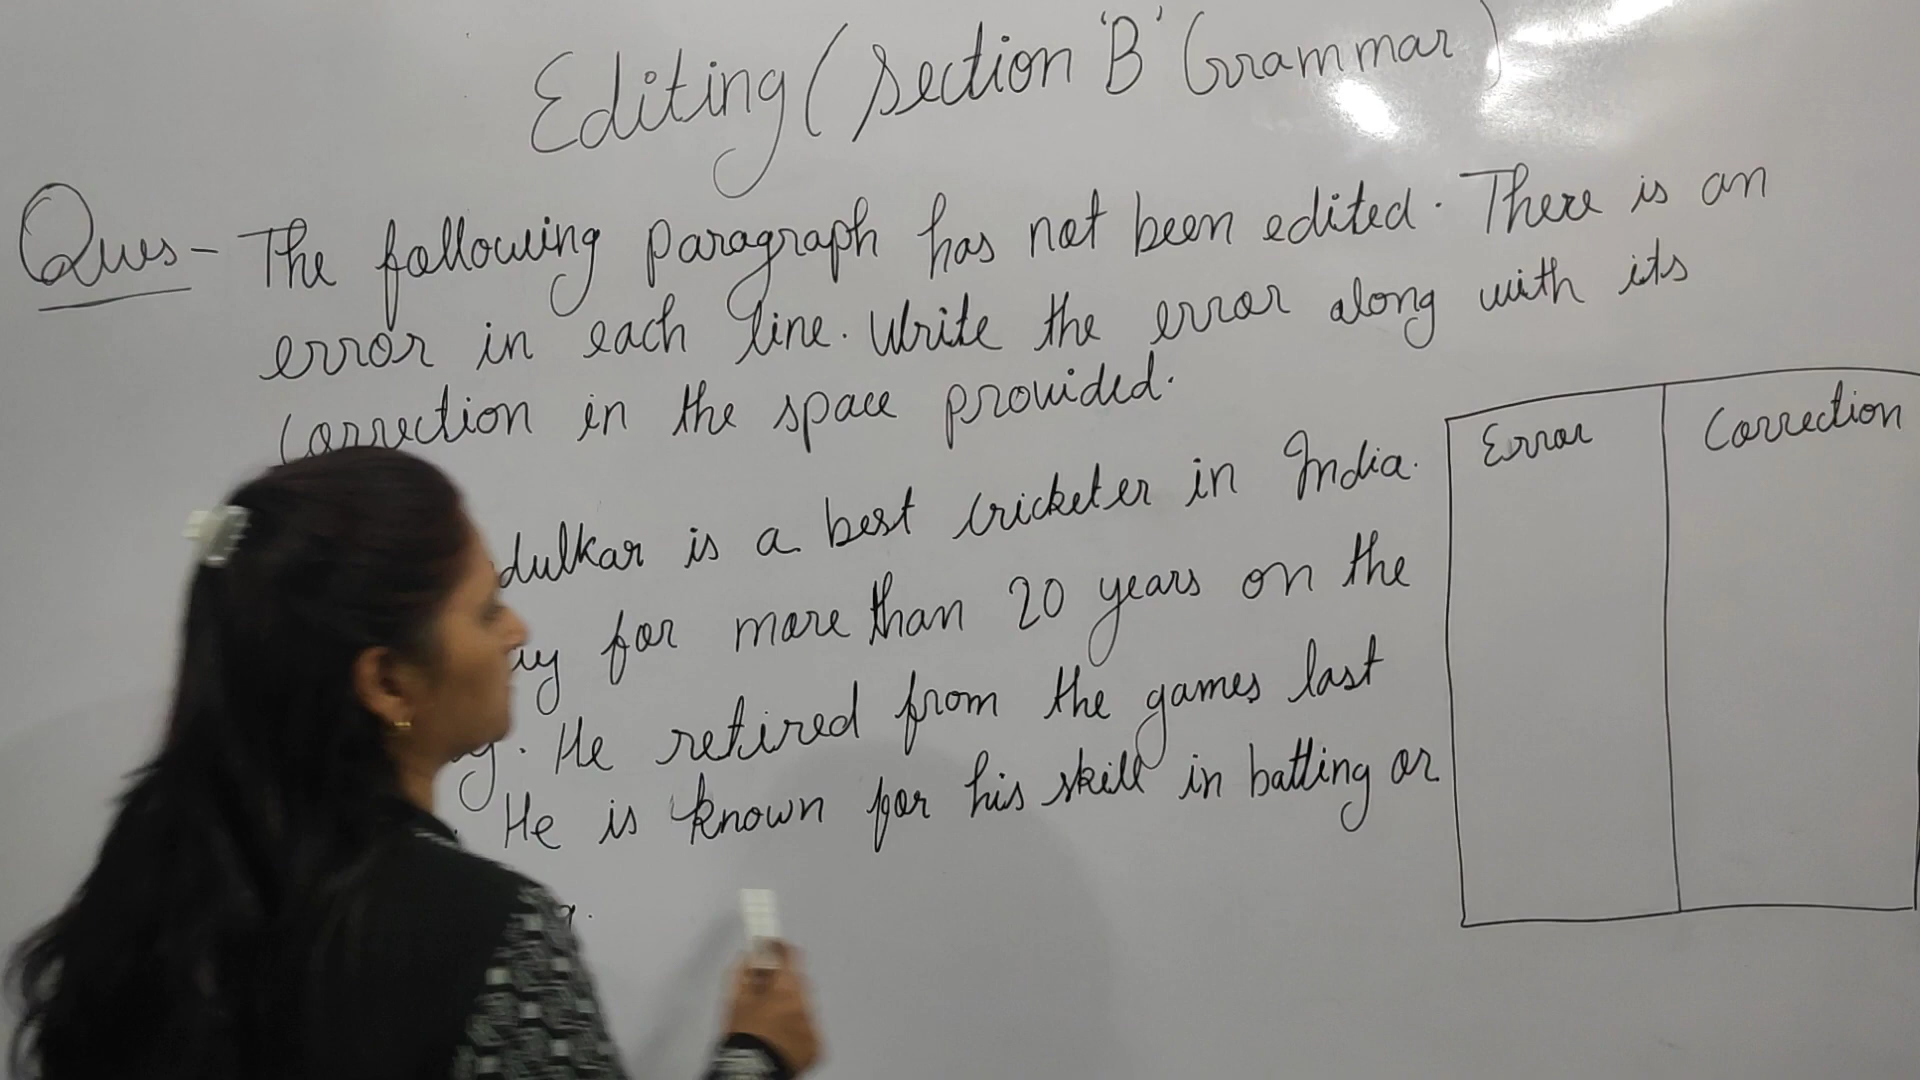 Editing (Section 'B' Grammar)
Ques - The following paragraph has not been edited. There is an
error in each line. Write the error along with its
correction in the space provided.
Error Correction
is a best cricketer in India.
for more than 20 years on the
He retired from the games last
He is known for his skill in batting or